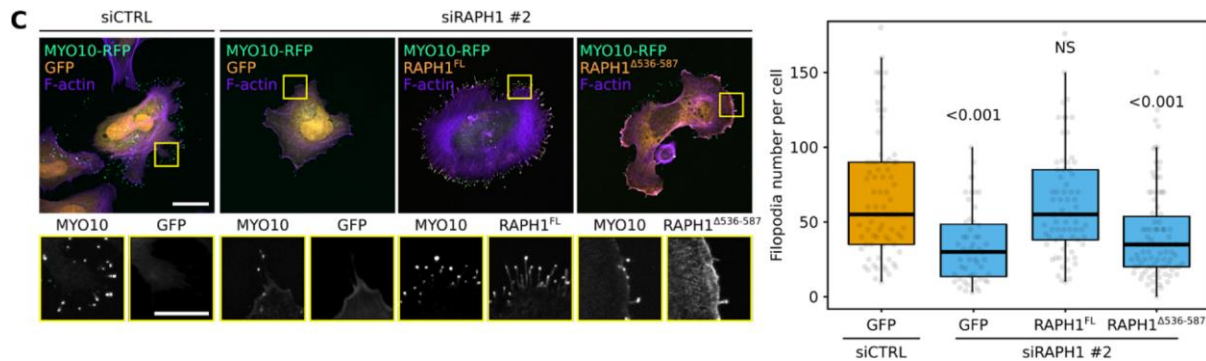 C
siCTRL
siRAPH1 #2
MYO10-RFP
GFP
F-actin
MYO10-RFP
GFP
F-actin
MYO10-RFP
RAPH1^FL
F-actin
MYO10-RFP
RAPH1^Δ536-587
F-actin
MYO10 GFP MYO10 GFP MYO10 RAPH1^FL MYO10 RAPH1^Δ536-587
Filopodia number per cell
150
100
50
0
<0.001
NS
<0.001
GFP GFP RAPH1^FL RAPH1^Δ536-587
siCTRL siRAPH1 #2